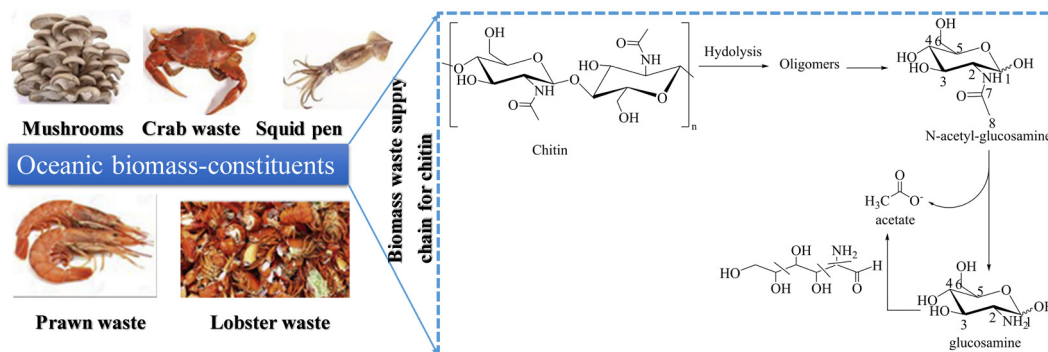 Mushrooms Crab waste Squid pen
Oceanic biomass-constituents
Prawn waste Lobster waste
Biomass waste supply
chain for chitin
OH
O
HO
NH
O
O
HO
O
NH
O
OH
n
Chitin
Hydolysis
Oligomers
OH
6
4
5
O
HO
HO
3
2
NH
1
OH
7
O
8
N-acetyl-glucosamine
O
H₃C
O⁻
acetate
OH
NH₂
HO
H
OH
OH
O
OH
6
4
5
O
HO
HO
3
2
NH₂
1
OH
glucosamine